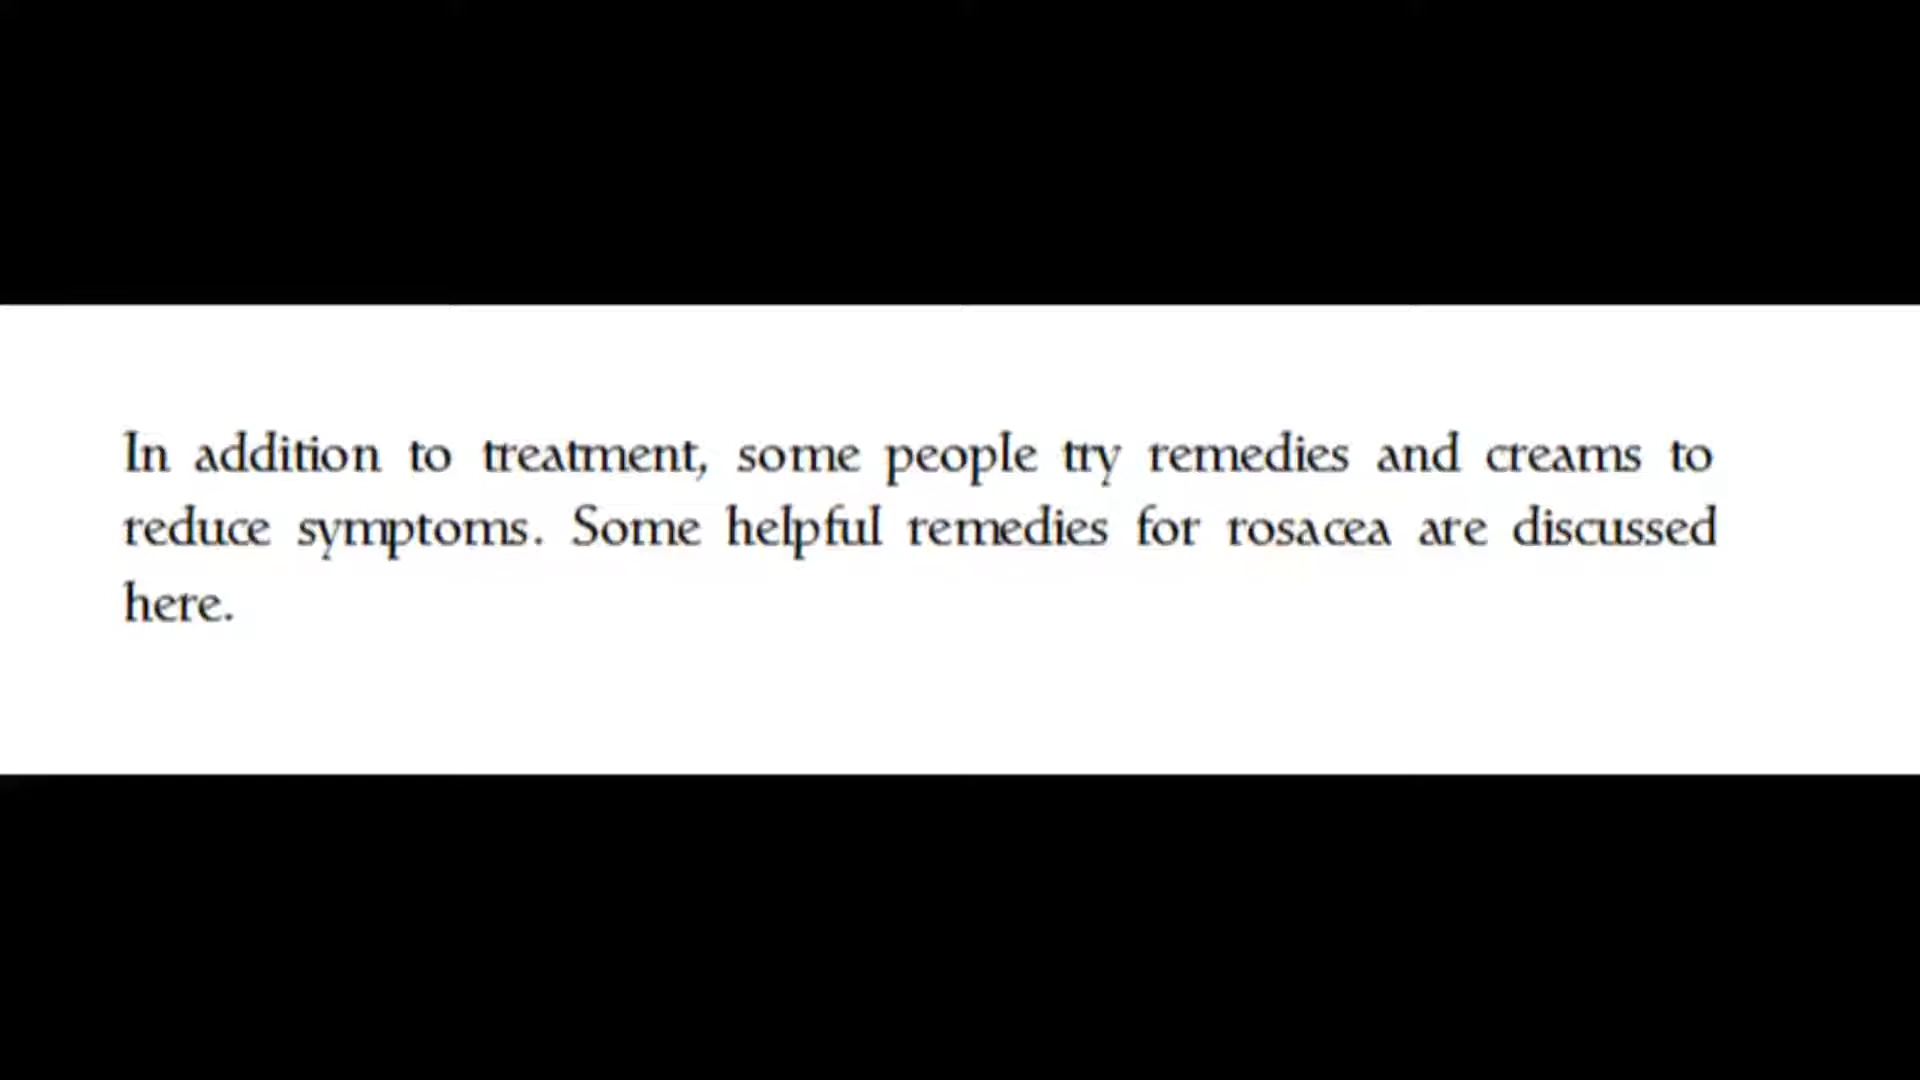 In addition to treatment, some people try remedies and creams to
reduce symptoms. Some helpful remedies for rosacea are discussed
here.